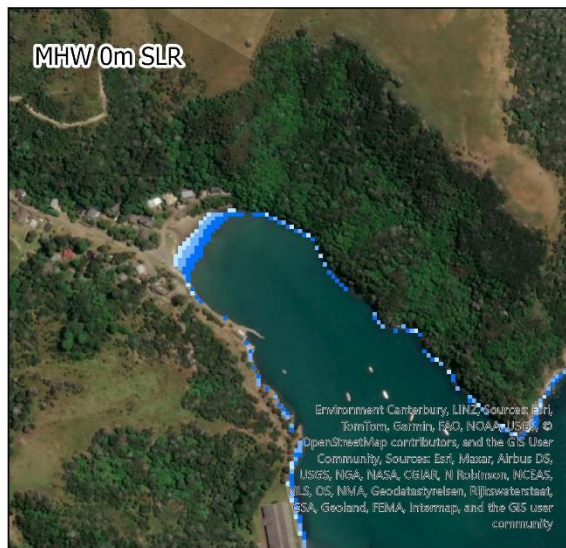 MHW 0m SLR
Environment Canterbury, LINZ, Sources: Esri,
TomTom, Garmin, FAO, NOAA, USGS, ©
OpenStreetMap contributors, and the GIS User
Community, Sources: Esri, Maxar, Airbus DS,
USGS, NGA, NASA, CGIAR, N Robinson, NCEAS,
NLS, OS, NMA, Geodatastyrelsen, Rijkswaterstaat,
GSA, Geoland, FEMA, Intermap, and the GIS user
community